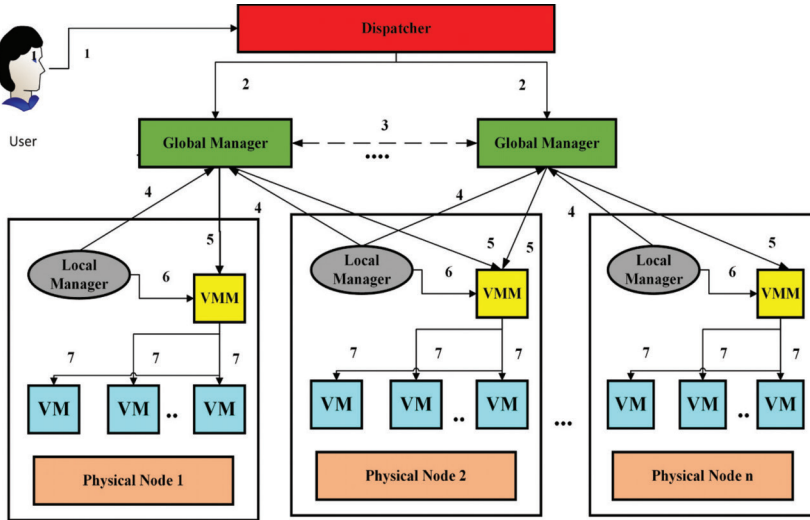 Dispatcher
1
User
2
2
Global Manager
3
....
Global Manager
4
4
4
4
5
5
5
5
Local
Manager
6
VMM
Local
Manager
6
VMM
Local
Manager
6
VMM
7
7
7
7
7
7
7
7
7
VM
VM
..
VM
VM
VM
..
VM
...
VM
VM
..
VM
Physical Node 1
Physical Node 2
Physical Node n